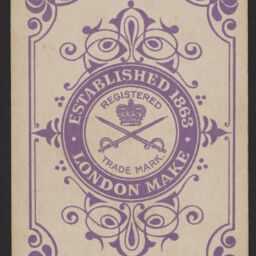 ESTABLISHED 1863
REGISTERED
TRADE MARK.
LONDON MAKE